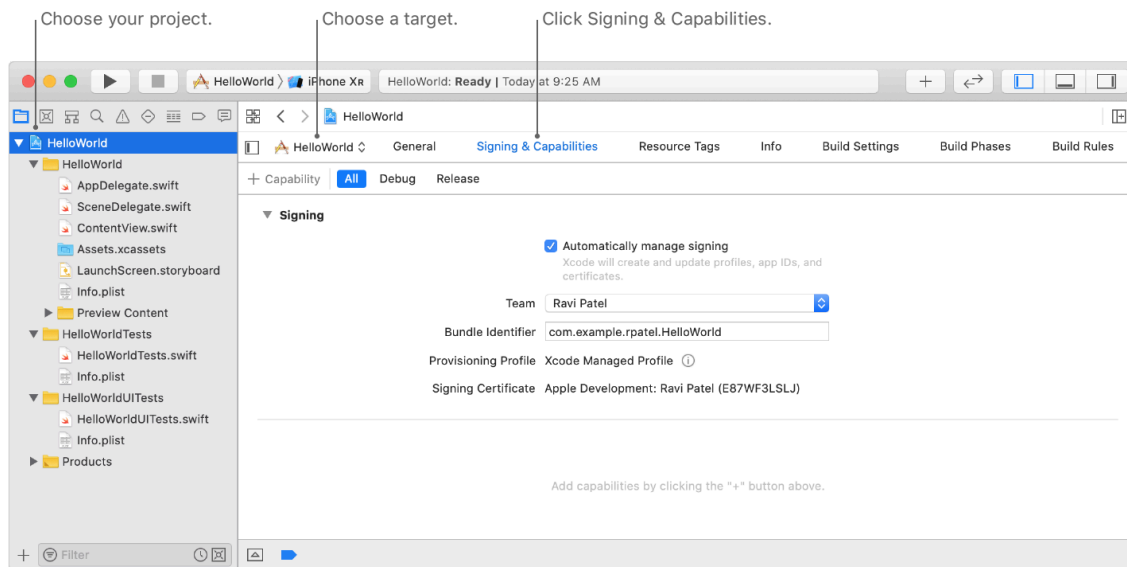 Choose your project.
Choose a target.
Click Signing & Capabilities.
HelloWorld
iPhone XR
HelloWorld: Ready | Today at 9:25 AM
HelloWorld
HelloWorld
HelloWorld
General
Signing & Capabilities
Resource Tags
Info
Build Settings
Build Phases
Build Rules
HelloWorld
AppDelegate.swift
SceneDelegate.swift
ContentView.swift
Assets.xcassets
LaunchScreen.storyboard
Info.plist
Preview Content
HelloWorldTests
HelloWorldTests.swift
Info.plist
HelloWorldUITests
HelloWorldUITests.swift
Info.plist
Products
Filter
+ Capability
All
Debug
Release
Signing
Automatically manage signing
Xcode will create and update profiles, app IDs, and
certificates.
Team Ravi Patel
Bundle Identifier com.example.rpatel.HelloWorld
Provisioning Profile Xcode Managed Profile
Signing Certificate Apple Development: Ravi Patel (E87WF3LSLJ)
Add capabilities by clicking the "+" button above.